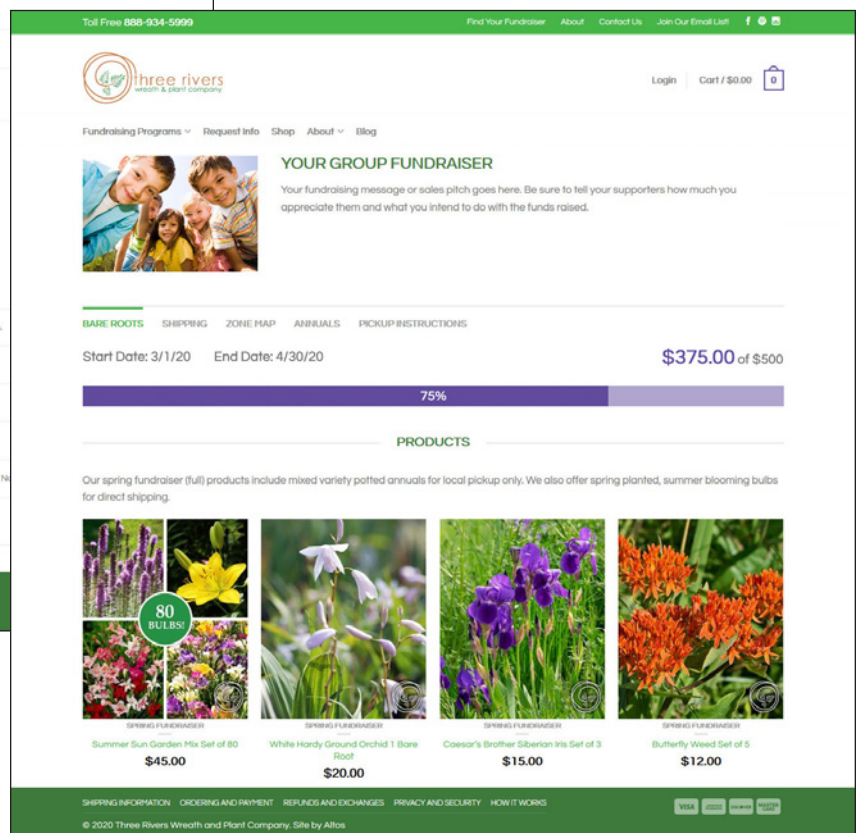 Toll Free 888-934-5999 Find Your Fundraiser About Contact Us Join Our Email List!
three rivers
wreath & plant company
Login Cart / $0.00 0
Fundraising Programs Request Info Shop About Blog
YOUR GROUP FUNDRAISER
Your fundraising message or sales pitch goes here. Be sure to tell your supporters how much you
appreciate them and what you intend to do with the funds raised.
BARE ROOTS SHIPPING ZONE MAP ANNUALS PICKUP INSTRUCTIONS
Start Date: 3/1/20 End Date: 4/30/20 $375.00 of $500
75%
PRODUCTS
Our spring fundraiser (full) products include mixed variety potted annuals for local pickup only. We also offer spring planted, summer blooming bulbs
for direct shipping.
80
BULBS!
SPRING FUNDRAISER SPRING FUNDRAISER SPRING FUNDRAISER SPRING FUNDRAISER
Summer Sun Garden Mix Set of 80 White Hardy Ground Orchid 1 Bare Caesar's Brother Siberian Iris Set of 3 Butterfly Weed Set of 5
Root
$45.00 $20.00 $15.00 $12.00
SHIPPING INFORMATION ORDERING AND PAYMENT REFUNDS AND EXCHANGES PRIVACY AND SECURITY HOW IT WORKS
VISA DISCOVER MASTER CARD
© 2020 Three Rivers Wreath and Plant Company. Site by Altos